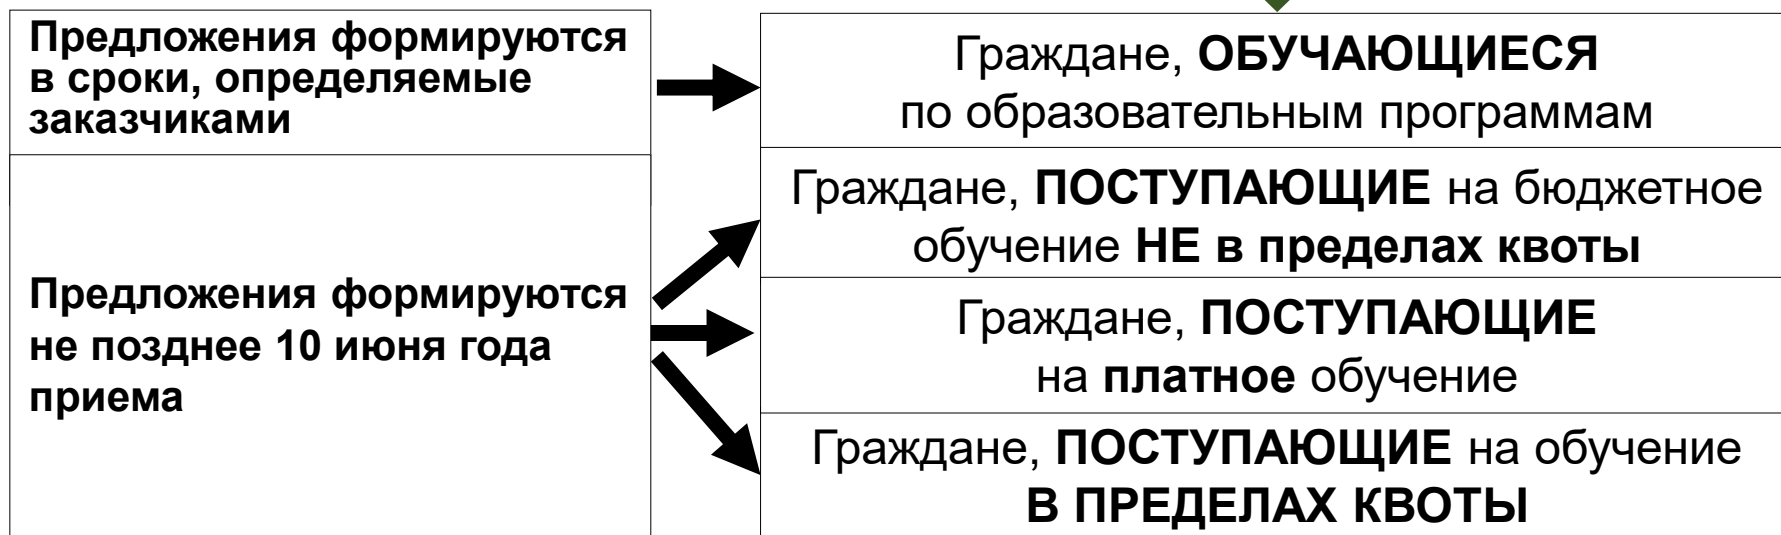 Предложения формируются
в сроки, определяемые
заказчиками
Граждане, ОБУЧАЮЩИЕСЯ
по образовательным программам
Предложения формируются
не позднее 10 июня года
приема
Граждане, ПОСТУПАЮЩИЕ на бюджетное
обучение НЕ в пределах квоты
Граждане, ПОСТУПАЮЩИЕ
на платное обучение
Граждане, ПОСТУПАЮЩИЕ на обучение
В ПРЕДЕЛАХ КВОТЫ